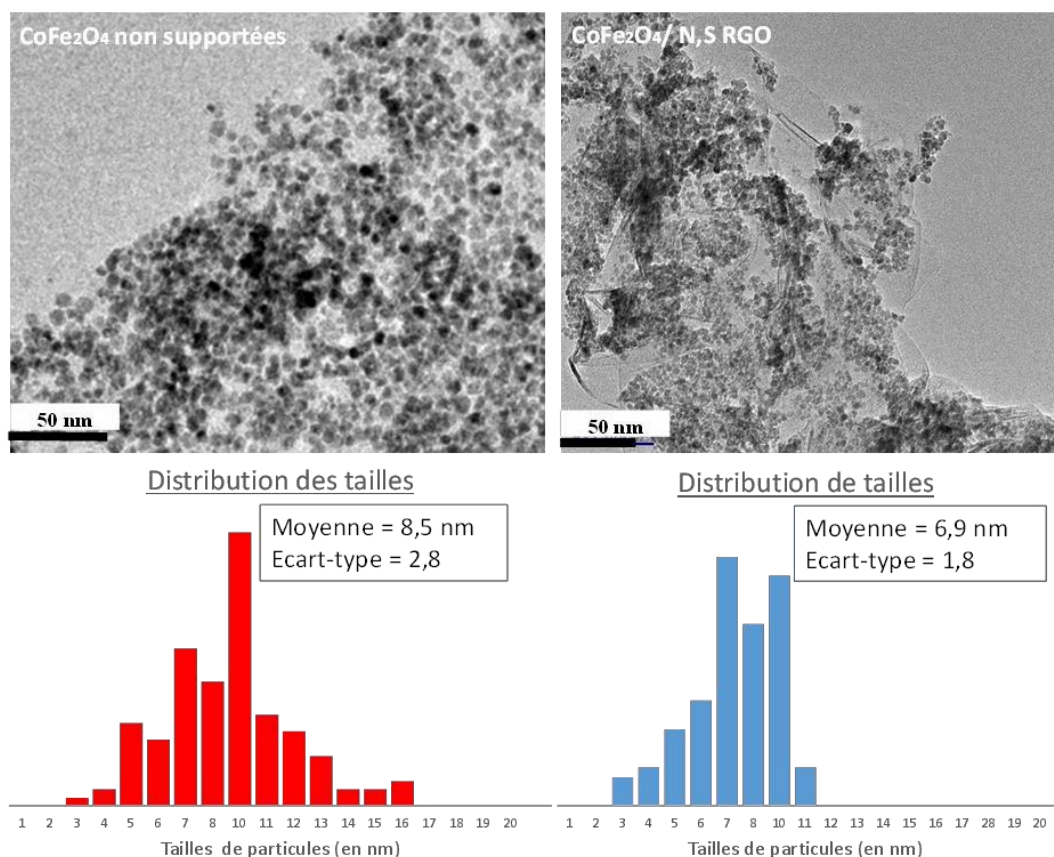 CoFe₂O₄ non supportées
50 nm
CoFe₂O₄/ N,S RGO
50 nm
Distribution des tailles
Moyenne = 8,5 nm
Ecart-type = 2,8
1 2 3 4 5 6 7 8 10 11 12 13 14 15 16 17 18 19 20
Tailles de particules (en nm)
Distribution de tailles
Moyenne = 6,9 nm
Ecart-type = 1,8
1 2 3 4 5 6 7 8 10 11 12 13 14 15 16 17 28 19 20
Tailles de particules (en nm)